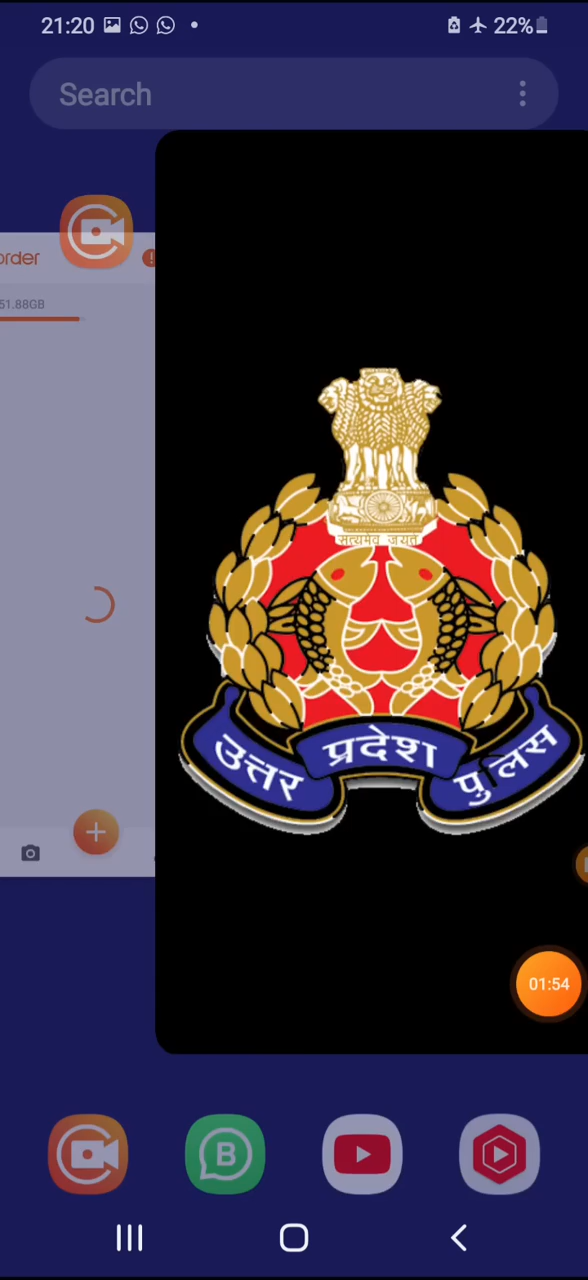 21:20
22%
Search
order
51.88GB
सत्यमेव जयते
उत्तर प्रदेश पुलिस
01:54
B